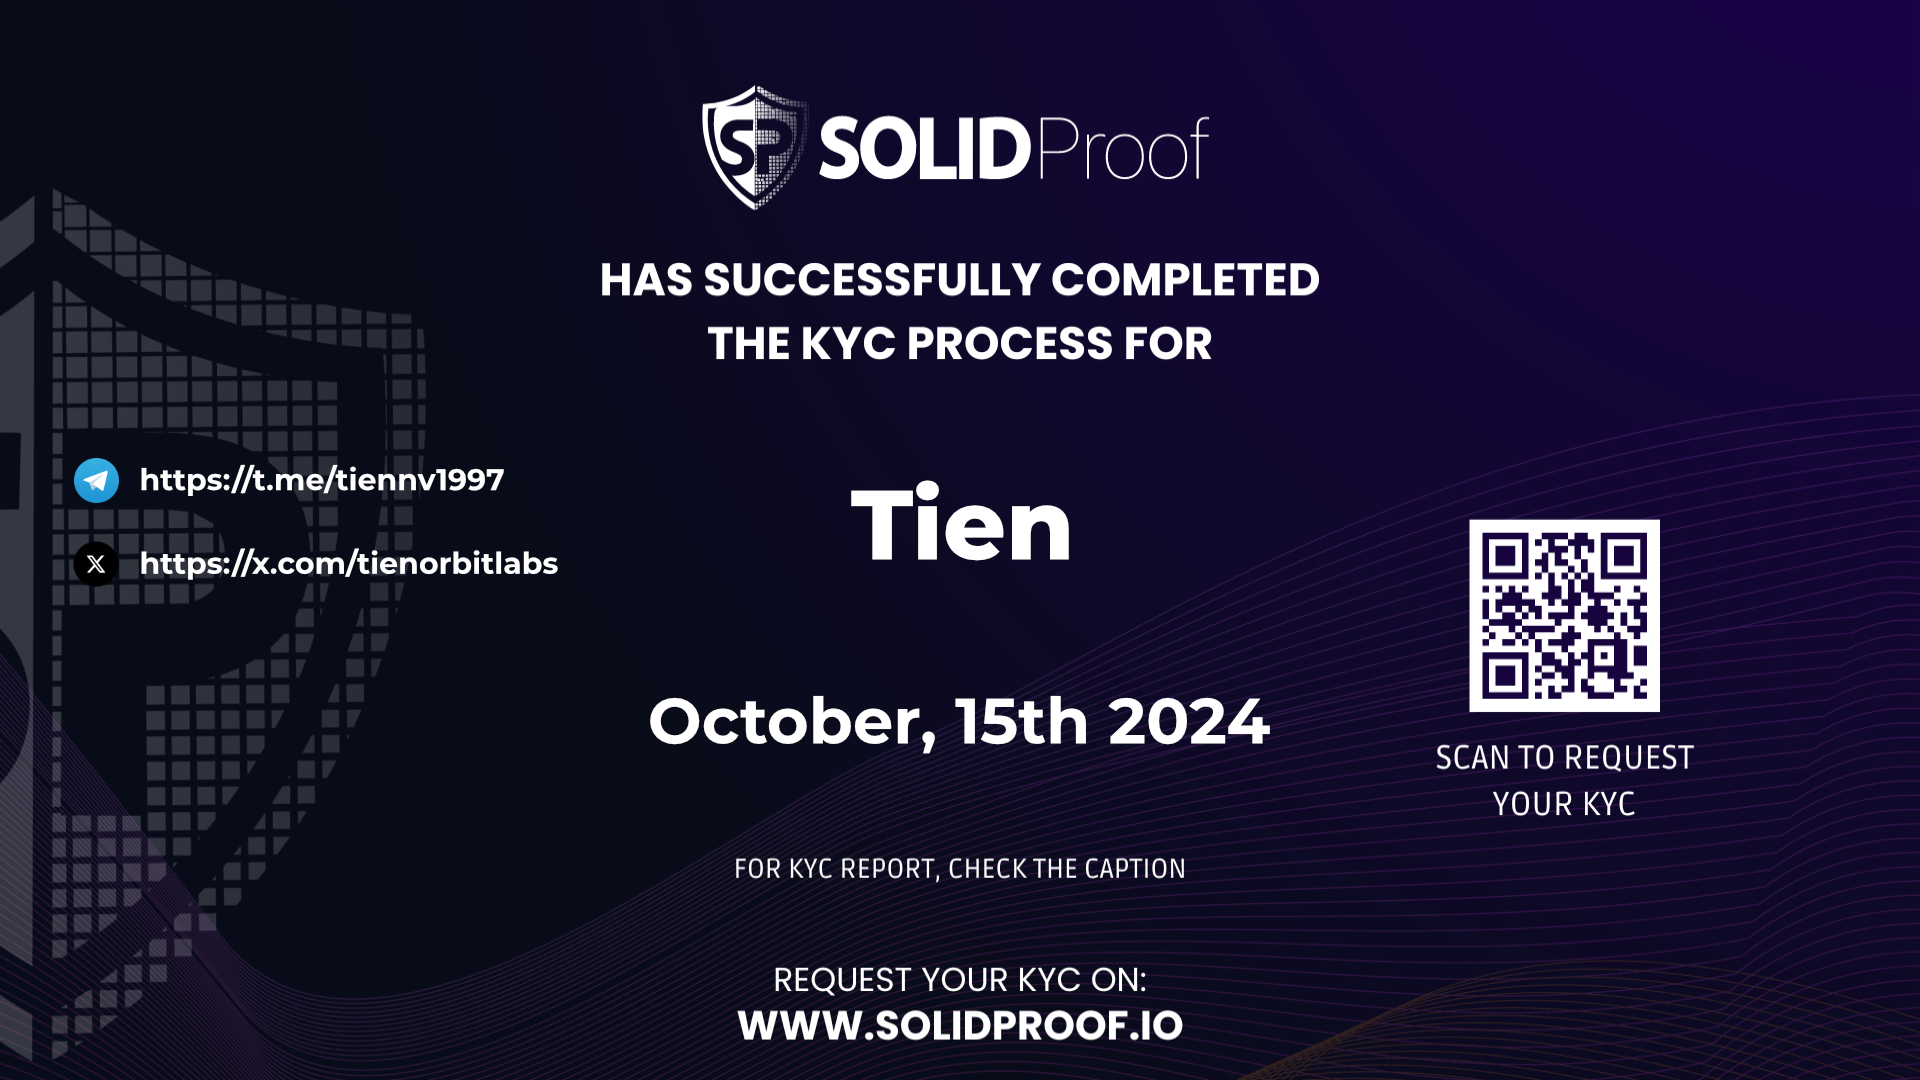 SP SOLIDProof
HAS SUCCESSFULLY COMPLETED
THE KYC PROCESS FOR
https://t.me/tiennv1997
https://x.com/tienorbitlabs
Tien
October, 15th 2024
SCAN TO REQUEST
YOUR KYC
FOR KYC REPORT, CHECK THE CAPTION
REQUEST YOUR KYC ON:
WWW.SOLIDPROOF.IO